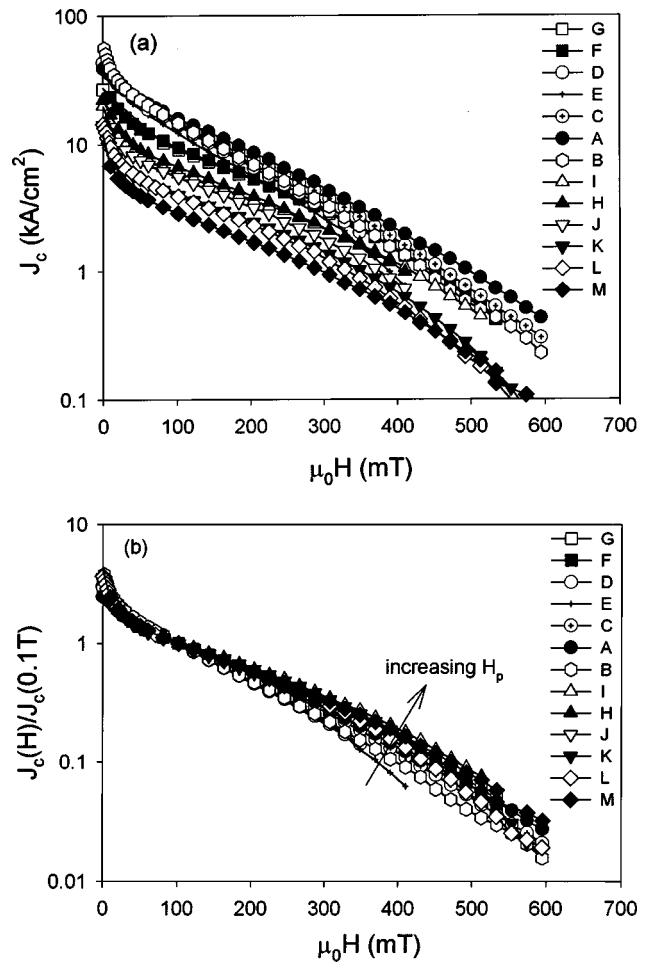 (a)
100
10
1
0.1
J_c (kA/cm²)
0 100 200 300 400 500 600 700
μ₀H (mT)
G
F
D
E
C
A
B
I
H
J
K
L
M
(b)
10
1
0.1
0.01
J_c(H)/J_c(0.1T)
increasing H_p
0 100 200 300 400 500 600 700
μ₀H (mT)
G
F
D
E
C
A
B
I
H
J
K
L
M